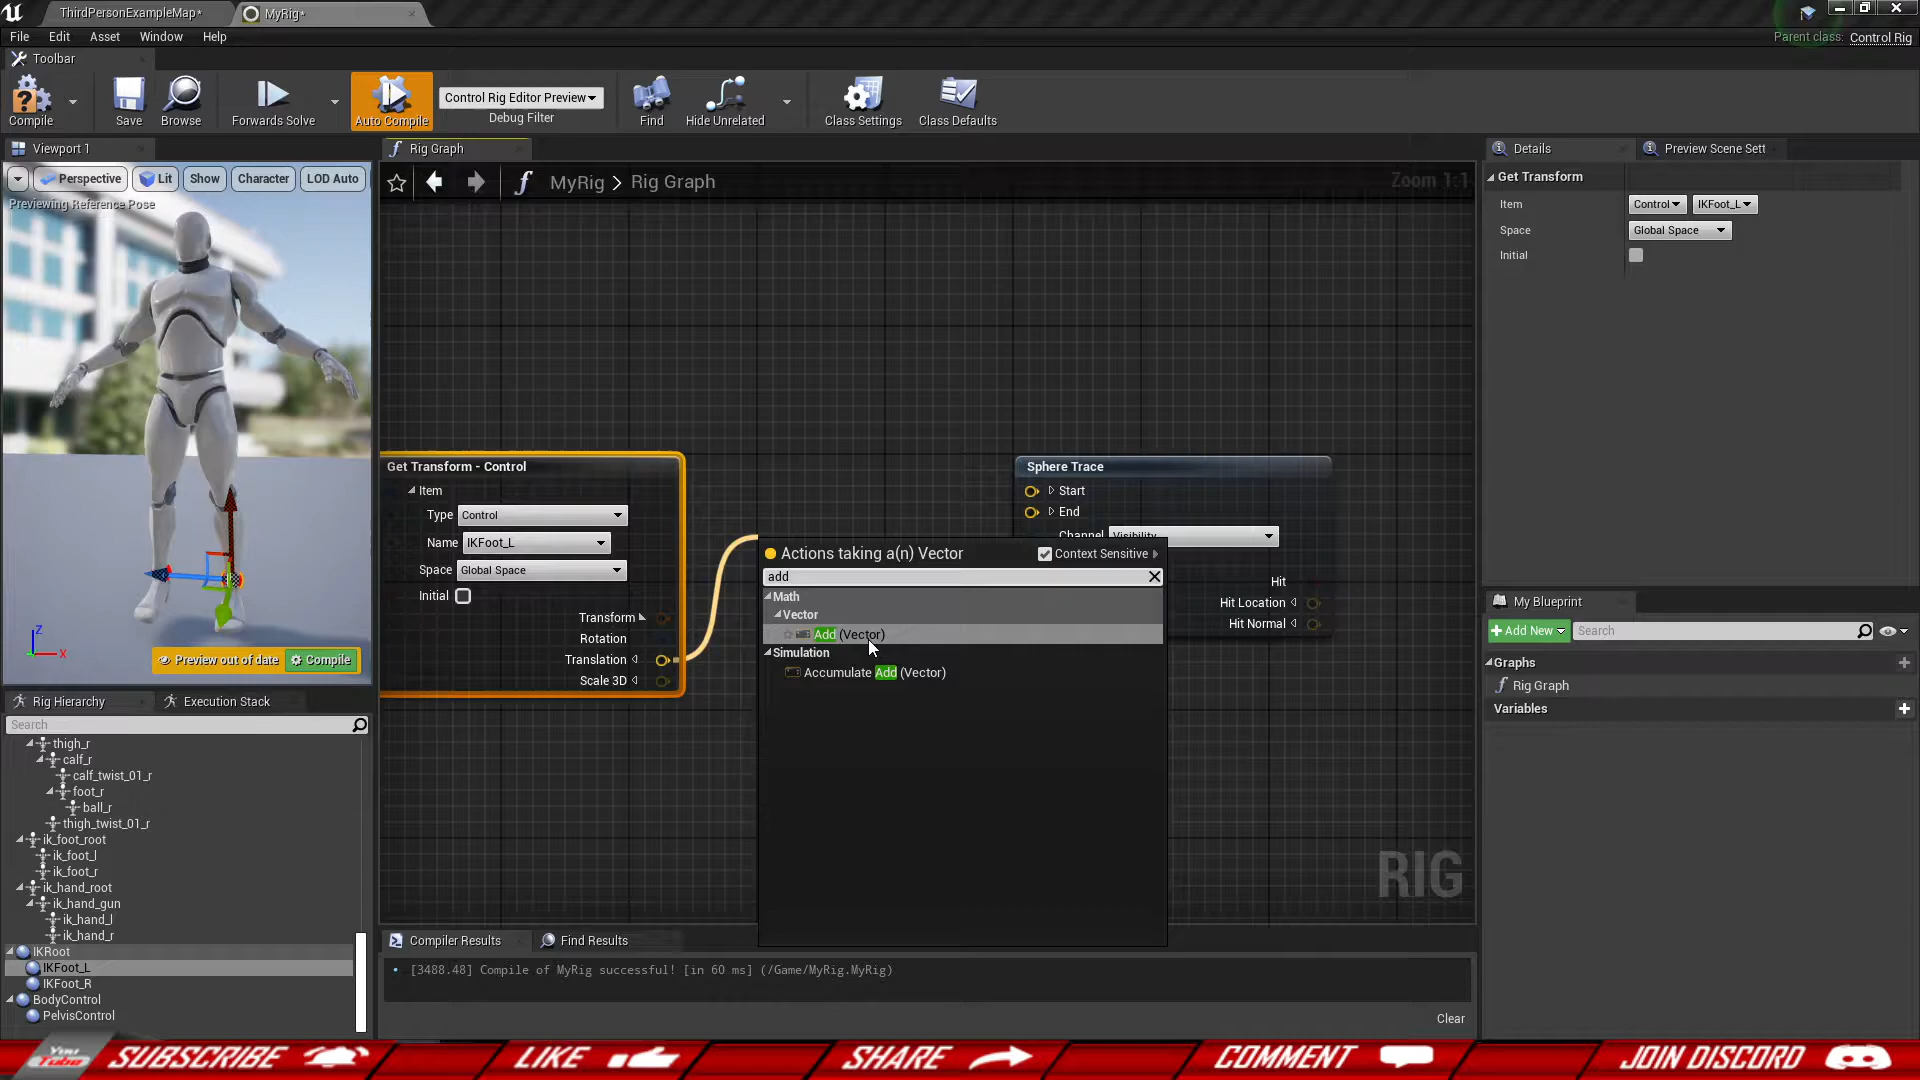 ThirdPersonExampleMap*
MyRig*
File Edit Asset Window Help
Parent class: Control Rig
Toolbar
Compile
Save
Browse
Forwards Solve
Auto Compile
Control Rig Editor Preview
Debug Filter
Find
Hide Unrelated
Class Settings
Class Defaults
Viewport 1
Perspective
Lit
Show
Character
LOD Auto
Previewing Reference Pose
Z
X
Preview out of date
Compile
Rig Graph
MyRig > Rig Graph
Zoom 1:1
Get Transform - Control
Item
Type Control
Name IKFoot_L
Space Global Space
Initial
Transform
Rotation
Translation
Scale 3D
Sphere Trace
Start
End
Channel Visibility
Hit
Hit Location
Hit Normal
Actions taking a(n) Vector
Context Sensitive
add
Math
Vector
Add (Vector)
Simulation
Accumulate Add (Vector)
RIG
Details
Preview Scene Sett
Get Transform
Item Control IKFoot_L
Space Global Space
Initial
My Blueprint
Add New
Search
Graphs
Rig Graph
Variables
Rig Hierarchy
Execution Stack
Search
thigh_r
calf_r
calf_twist_01_r
foot_r
ball_r
thigh_twist_01_r
ik_foot_root
ik_foot_l
ik_foot_r
ik_hand_root
ik_hand_gun
ik_hand_l
ik_hand_r
IKRoot
IKFoot_L
IKFoot_R
BodyControl
PelvisControl
Compiler Results
Find Results
[3488.48] Compile of MyRig successful! [in 60 ms] (/Game/MyRig.MyRig)
Clear
You Tube SUBSCRIBE LIKE SHARE COMMENT JOIN DISCORD